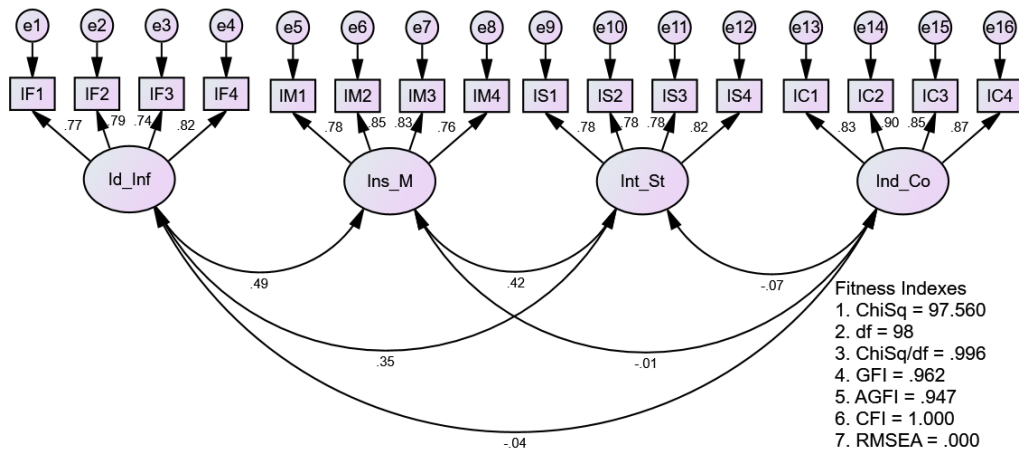 e1 e2 e3 e4 e5 e6 e7 e8 e9 e10 e11 e12 e13 e14 e15 e16
IF1 IF2 IF3 IF4 IM1 IM2 IM3 IM4 IS1 IS2 IS3 IS4 IC1 IC2 IC3 IC4
.77 .79 .74 .82 .78 .85 .83 .76 .78 .78 .78 .82 .83 .90 .85 .87
Id_Inf Ins_M Int_St Ind_Co
.49 .42 -.07
.35 -.01
-.04
Fitness Indexes
1. ChiSq = 97.560
2. df = 98
3. ChiSq/df = .996
4. GFI = .962
5. AGFI = .947
6. CFI = 1.000
7. RMSEA = .000